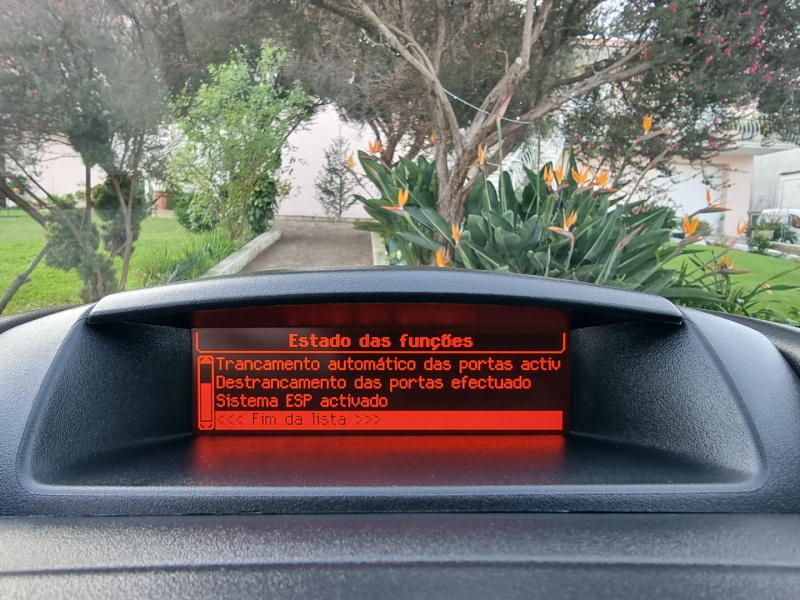 Estado das funções
Trancamento automático das portas activ
Destrancamento das portas efectuado
Sistema ESP activado
<<< Fim da lista >>>